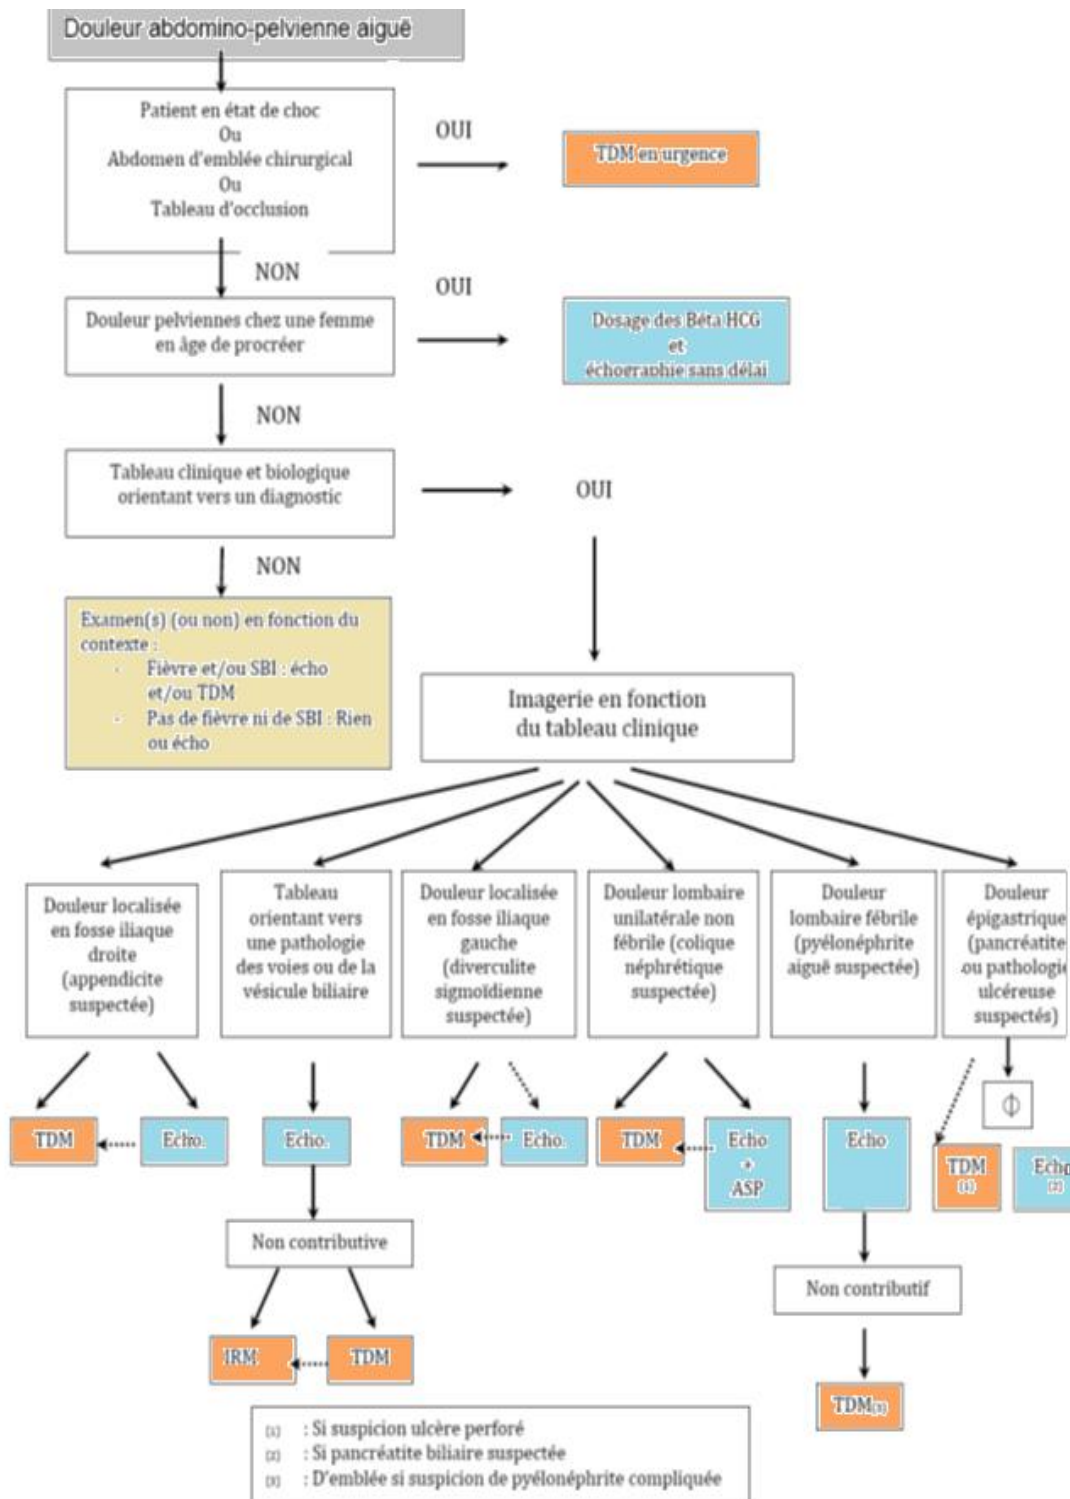 Douleur abdomino-pelvienne aiguë
Patient en état de choc
Ou
Abdomen d'emblée chirurgical
Ou
Tableau d'occlusion
OUI
TDM en urgence
NON
OUI
Douleur pelviennes chez une femme
en âge de procréer
Dosage des Béta HCG
et
échographie sans délai
NON
Tableau clinique et biologique
orientant vers un diagnostic
OUI
NON
Examen(s) (ou non) en fonction du
contexte :
- Fièvre et/ou SBI : écho
et/ou TDM
- Pas de fièvre ni de SBI : Rien
ou écho
Imagerie en fonction
du tableau clinique
Douleur localisée
en fosse iliaque
droite
(appendicite
suspectée)
Tableau
orientant vers
une pathologie
des voies ou de la
vésicule biliaire
Douleur localisée
en fosse iliaque
gauche
(diverculite
sigmoïdienne
suspectée)
Douleur lombaire
unilatérale non
fébrile (colique
néphrétique
suspectée)
Douleur
lombaire fébrile
(pyélonéphrite
aiguë suspectée)
Douleur
épigastrique
(pancréatite
ou pathologie
ulcéreuse
suspectés)
TDM
Echo.
Echo.
TDM
Echo.
TDM
Echo
+
ASP
Echo
Φ
TDM
[1]
Echo
[2]
Non contributive
IRM
TDM
Non contributif
TDM[3]
[1] : Si suspicion ulcère perforé
[2] : Si pancréatite biliaire suspectée
[3] : D'emblée si suspicion de pyélonéphrite compliquée